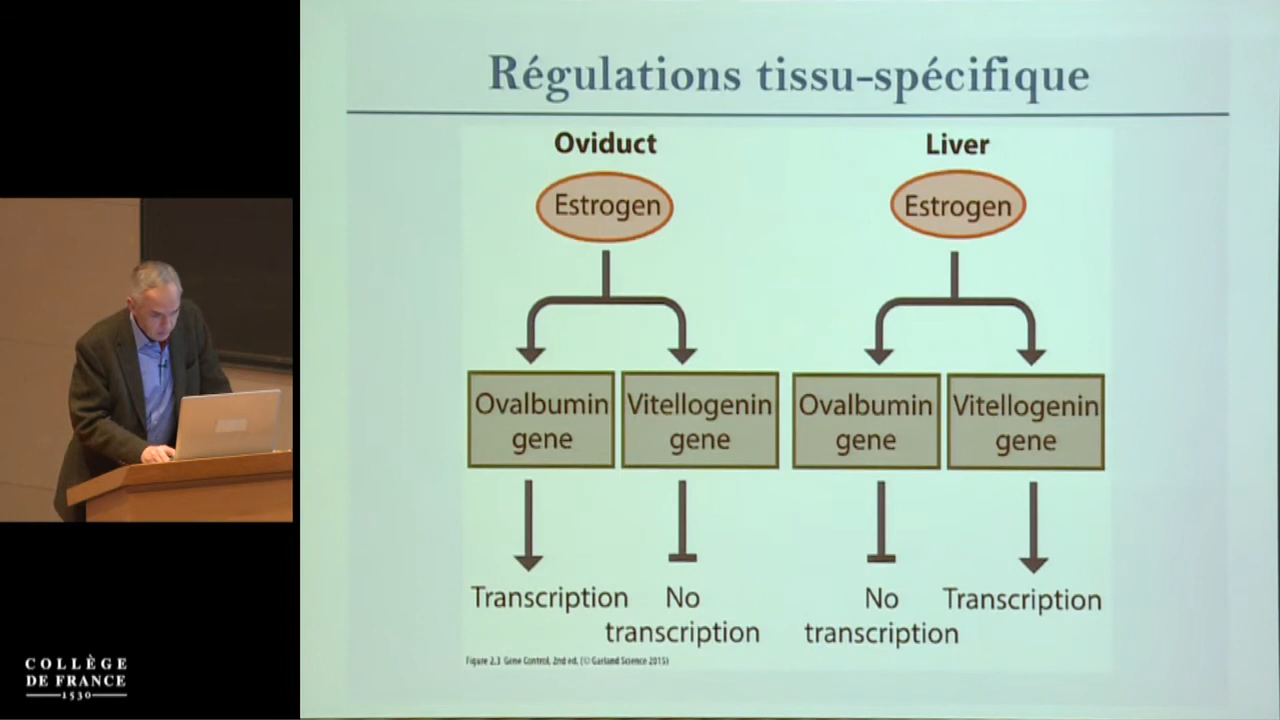 Régulations tissu-spécifique
Oviduct
Liver
Estrogen
Estrogen
Ovalbumin
gene
Vitellogenin
gene
Ovalbumin
gene
Vitellogenin
gene
Transcription
No
transcription
No
transcription
Transcription
Figure 2.3 Gene Control, 2nd ed. (© Garland Science 2015)
COLLÈGE
DE FRANCE
1530